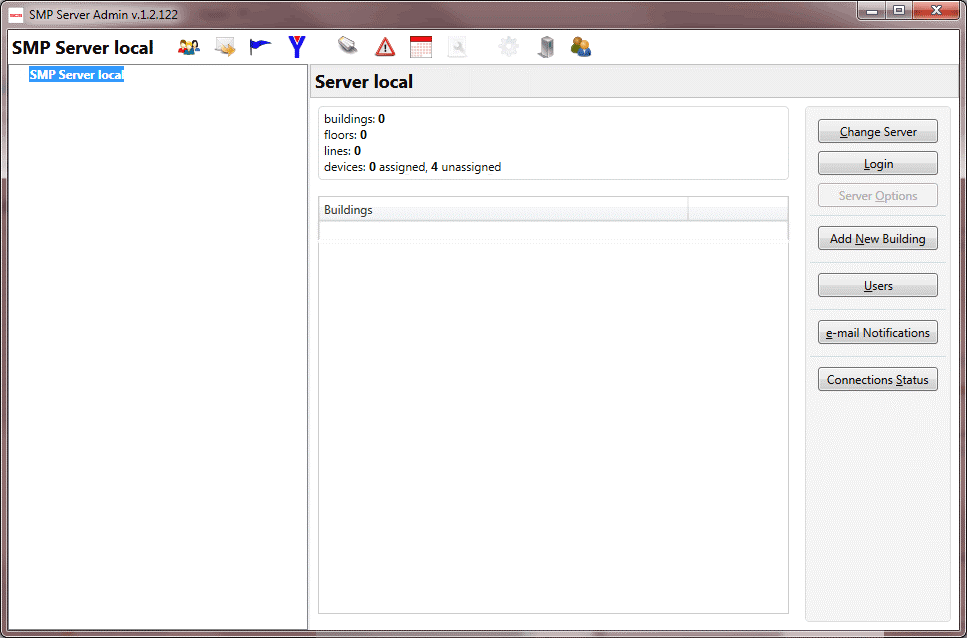 SMP Server Admin v.1.2.122
SMP Server local
SMP Server local
Server local
buildings: 0
floors: 0
lines: 0
devices: 0 assigned, 4 unassigned
Buildings
Change Server
Login
Server Options
Add New Building
Users
e-mail Notifications
Connections Status